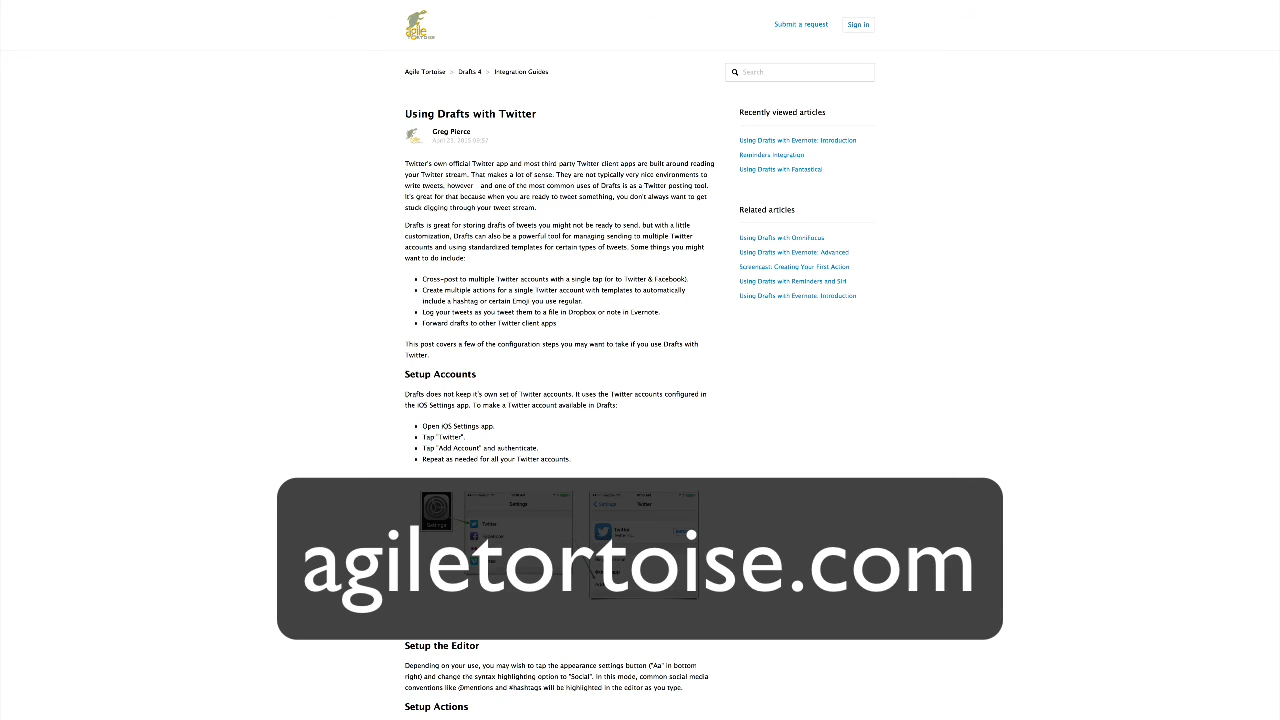 agile
TORTOISE
Submit a request
Sign in
Agile Tortoise > Drafts 4 > Integration Guides
Search
Using Drafts with Twitter
Greg Pierce
Twitter's own official Twitter app and most third party Twitter client apps are built around reading
your Twitter stream. That makes a lot of sense. They are not typically very nice environments to
write tweets, however - and one of the most common uses of Drafts is as a Twitter posting tool.
It's great for that because when you are ready to tweet something, you don't always want to get
stuck digging through your tweet stream.
Drafts is great for storing drafts of tweets you might not be ready to send, but with a little
customization, Drafts can also be a powerful tool for managing sending to multiple Twitter
accounts and using standardized templates for certain types of tweets. Some things you might
want to do include:
• Cross-post to multiple Twitter accounts with a single tap (or to Twitter & Facebook).
• Create multiple actions for a single Twitter account with templates to automatically
include a hashtag or certain Emoji you use regular.
• Log your tweets as you tweet them to a file in Dropbox or note in Evernote.
• Forward drafts to other Twitter client apps
This post covers a few of the configuration steps you may want to take if you use Drafts with
Twitter.
Setup Accounts
Drafts does not keep it's own set of Twitter accounts. It uses the Twitter accounts configured in
the iOS Settings app. To make a Twitter account available in Drafts:
• Open iOS Settings app.
• Tap "Twitter".
• Tap "Add Account" and authenticate.
• Repeat as needed for all your Twitter accounts.
Settings
Settings
Twitter
Settings
Twitter
agiletortoise.com
Setup the Editor
Depending on your use, you may wish to tap the appearance settings button ("Aa" in bottom
right) and change the syntax highlighting option to "Social". In this mode, common social media
conventions like @mentions and #hashtags will be highlighted in the editor as you type.
Setup Actions
Recently viewed articles
Using Drafts with Evernote: Introduction
Reminders Integration
Using Drafts with Fantastical
Related articles
Using Drafts with OmniFocus
Using Drafts with Evernote: Advanced
Screencast: Creating Your First Action
Using Drafts with Reminders and Siri
Using Drafts with Evernote: Introduction